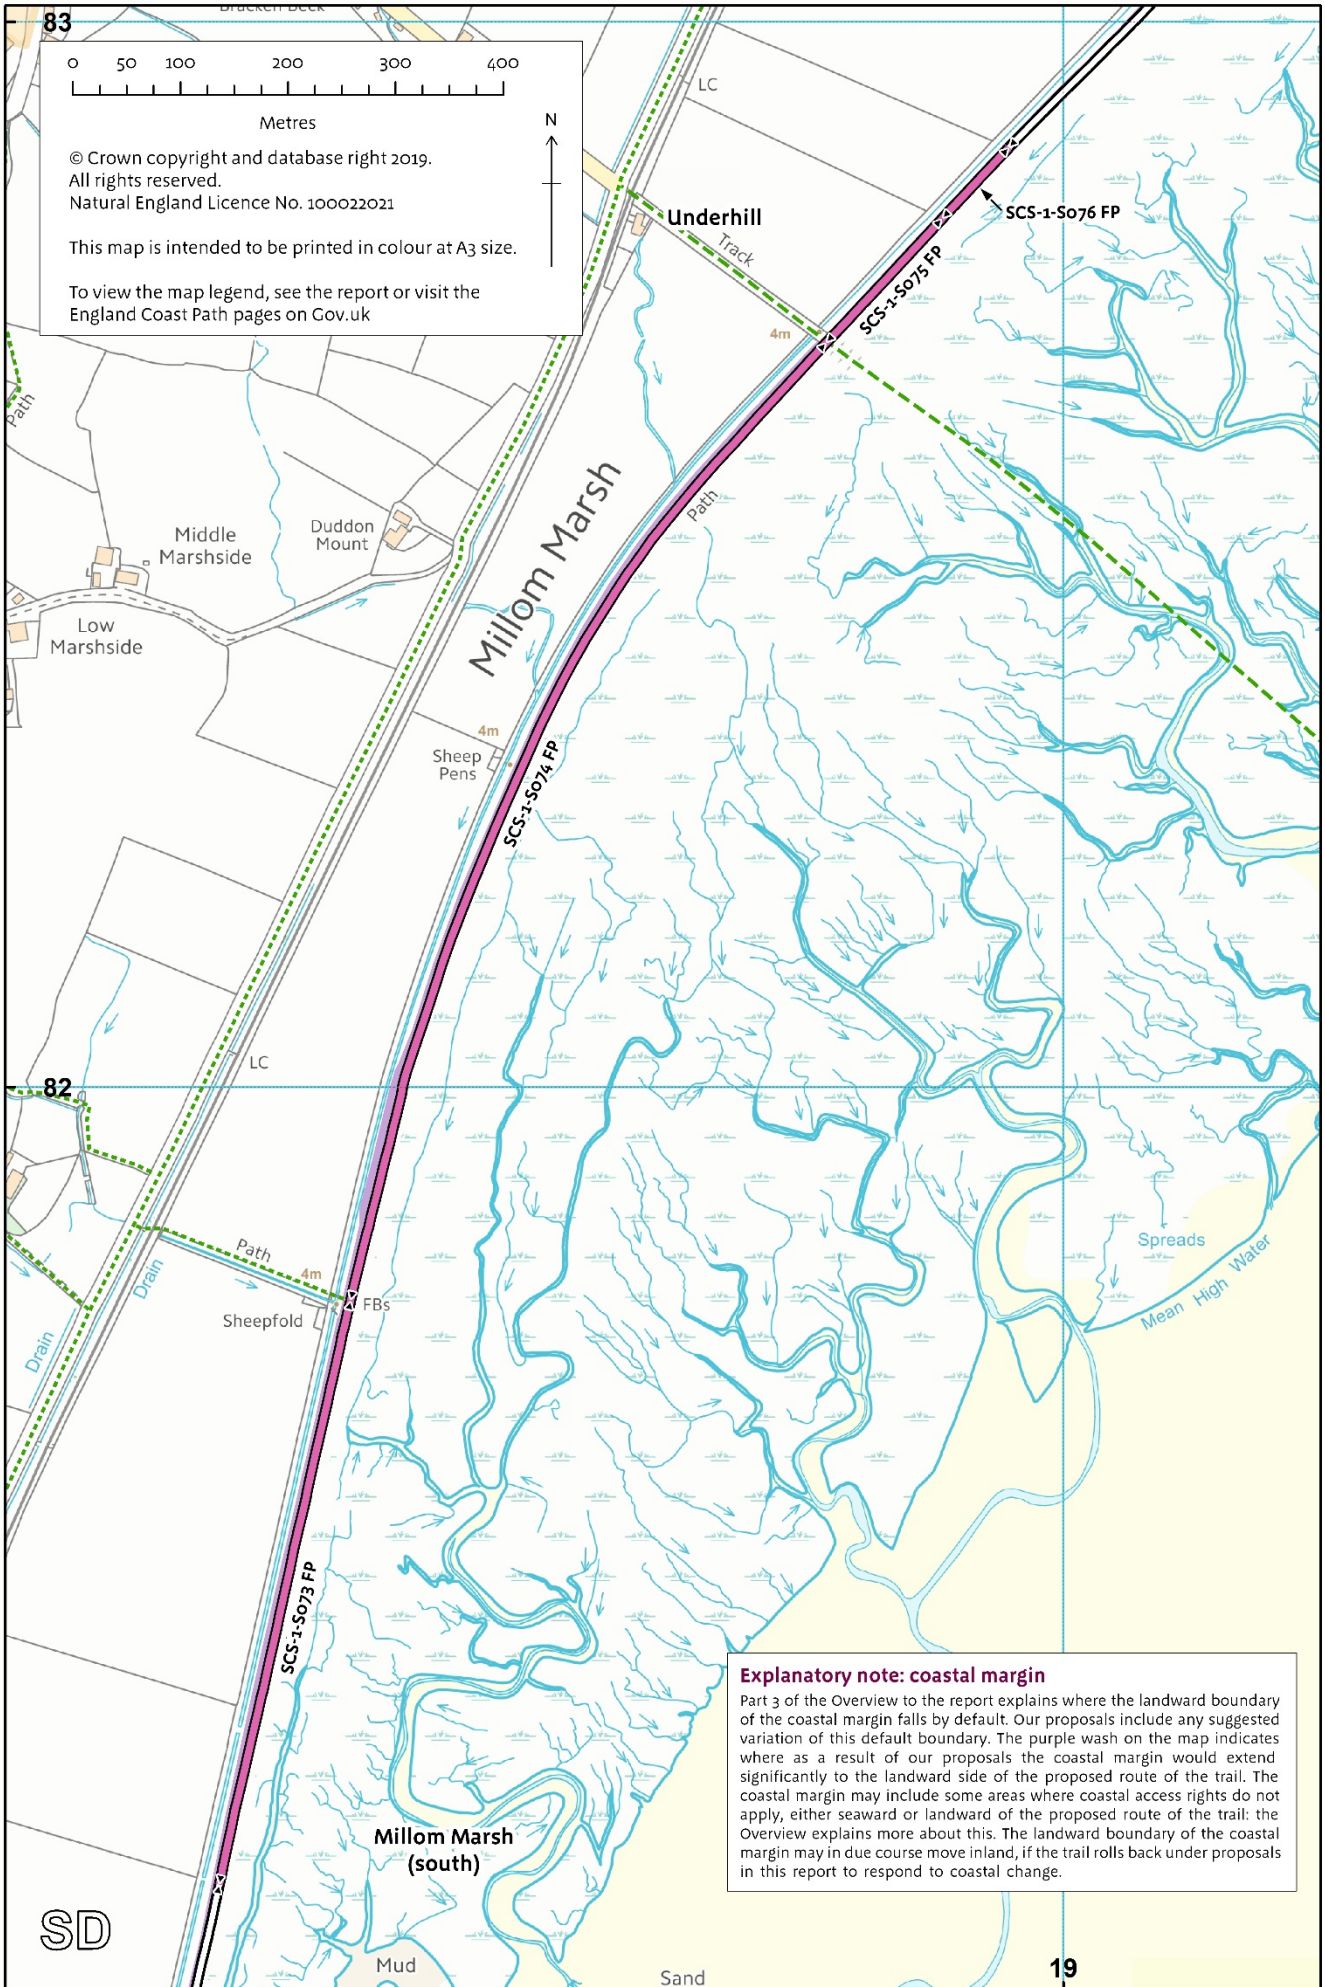 Bracken Beck
83
0 50 100 200 300 400
Metres
N
© Crown copyright and database right 2019.
All rights reserved.
Natural England Licence No. 100022021
This map is intended to be printed in colour at A3 size.
To view the map legend, see the report or visit the
England Coast Path pages on Gov.uk
LC
Underhill
Track
SCS-1-S076 FP
SCS-1-S075 FP
4m
Path
Path
Millom Marsh
Middle
Marshside
Duddon
Mount
Low
Marshside
4m
Sheep
Pens
SCS-1-S074 FP
LC
82
Path
4m
FBs
Sheepfold
Drain
Drain
Spreads
Mean High Water
SCS-1-S073 FP
Explanatory note: coastal margin
Part 3 of the Overview to the report explains where the landward boundary
of the coastal margin falls by default. Our proposals include any suggested
variation of this default boundary. The purple wash on the map indicates
where as a result of our proposals the coastal margin would extend
significantly to the landward side of the proposed route of the trail. The
coastal margin may include some areas where coastal access rights do not
apply, either seaward or landward of the proposed route of the trail: the
Overview explains more about this. The landward boundary of the coastal
margin may in due course move inland, if the trail rolls back under proposals
in this report to respond to coastal change.
Millom Marsh
(south)
SD
Mud
Sand
19